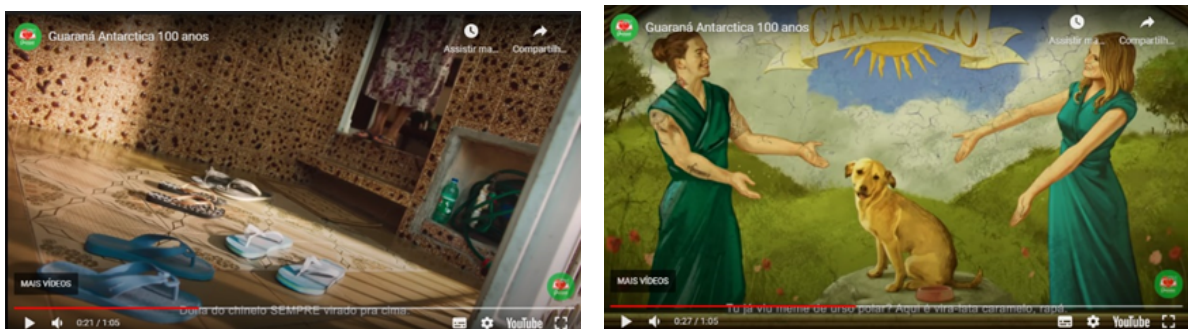 Guaraná Antarctica 100 anos
Assistir ma... Compartilh...
MAIS VÍDEOS
Dona do chinelo SEMPRE virado pra cima.
0:21 / 1:05
YouTube
CARAMELO
Guaraná Antarctica 100 anos
Assistir ma... Compartilh...
MAIS VÍDEOS
Tu já viu meme de urso polar? Aqui é vira-lata caramelo, rapá.
0:27 / 1:05
YouTube